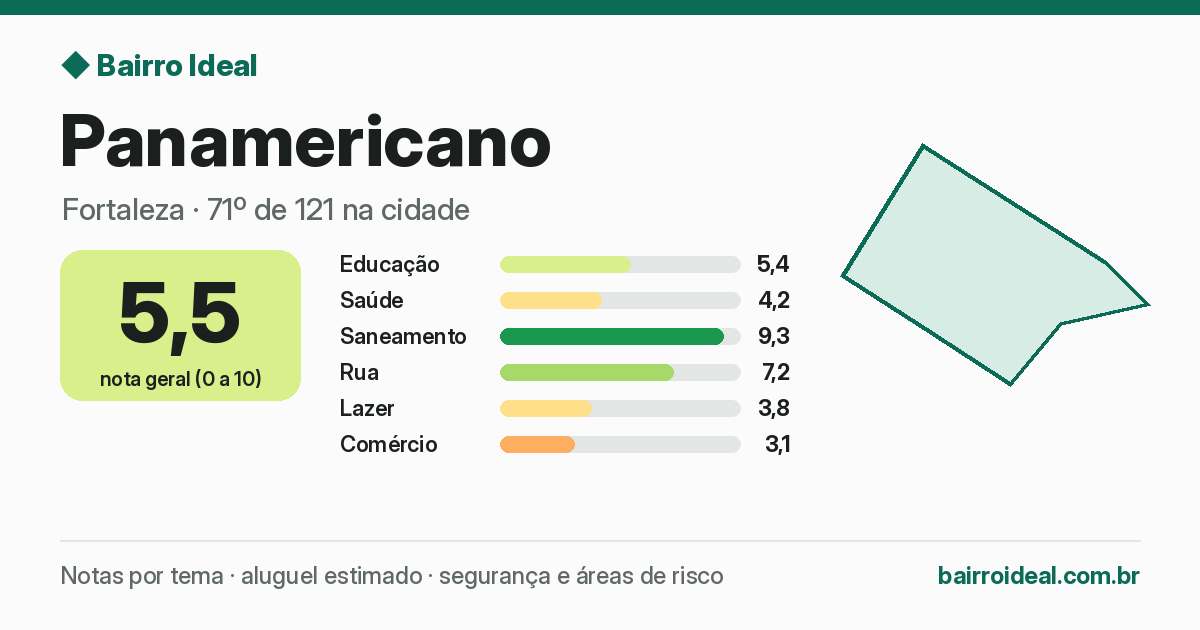 Bairro Ideal
Panamericano
Fortaleza · 71º de 121 na cidade
5,5
nota geral (0 a 10)
Educação 5,4
Saúde 4,2
Saneamento 9,3
Rua 7,2
Lazer 3,8
Comércio 3,1
Notas por tema · aluguel estimado · segurança e áreas de risco
bairroideal.com.br